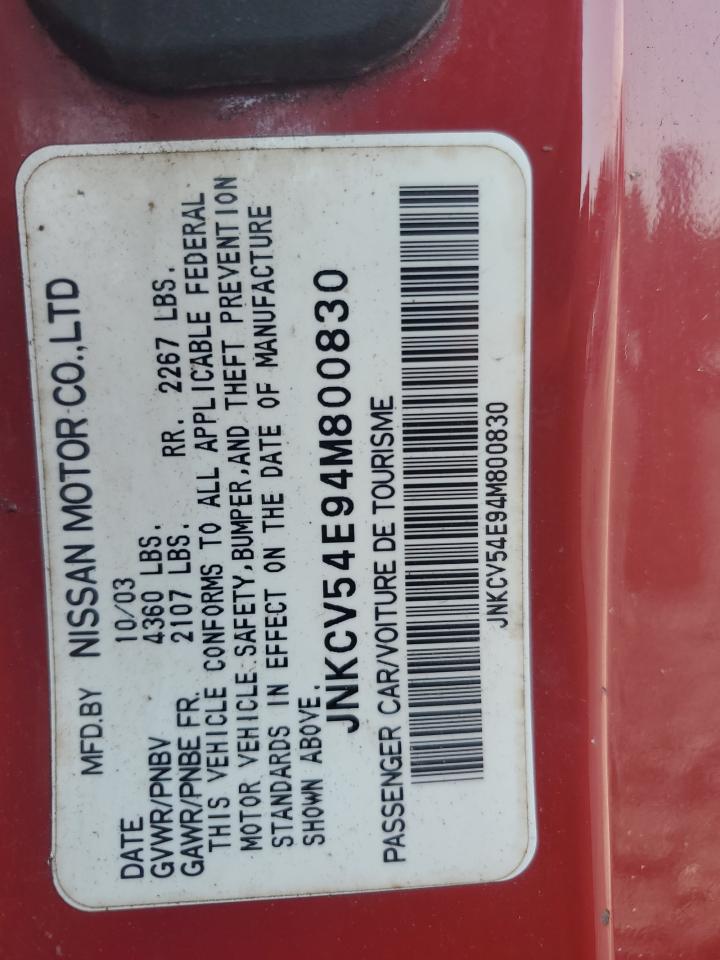 MFD.BY NISSAN MOTOR CO.,LTD
DATE 10/03
GVWR/PNBV 4360 LBS.
GAWR/PNBE FR. 2107 LBS. RR. 2267 LBS.
THIS VEHICLE CONFORMS TO ALL APPLICABLE FEDERAL
MOTOR VEHICLE SAFETY,BUMPER,AND THEFT PREVENTION
STANDARDS IN EFFECT ON THE DATE OF MANUFACTURE
SHOWN ABOVE.
JNKCV54E94M800830
PASSENGER CAR/VOITURE DE TOURISME
JNKCV54E94M800830